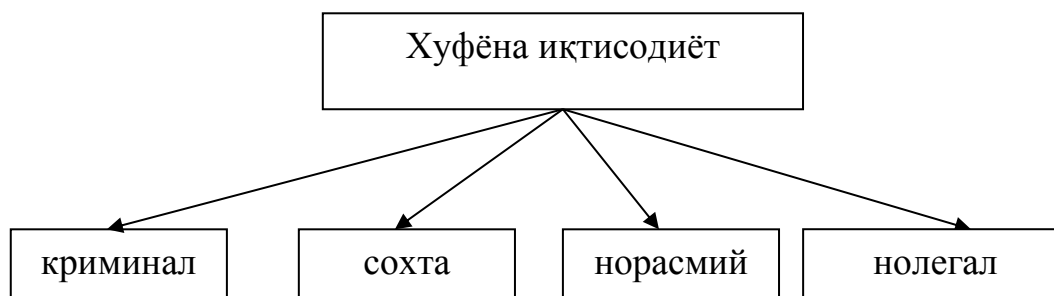 Хуфёна иқтисодиёт
криминал
сохта
норасмий
нолегал